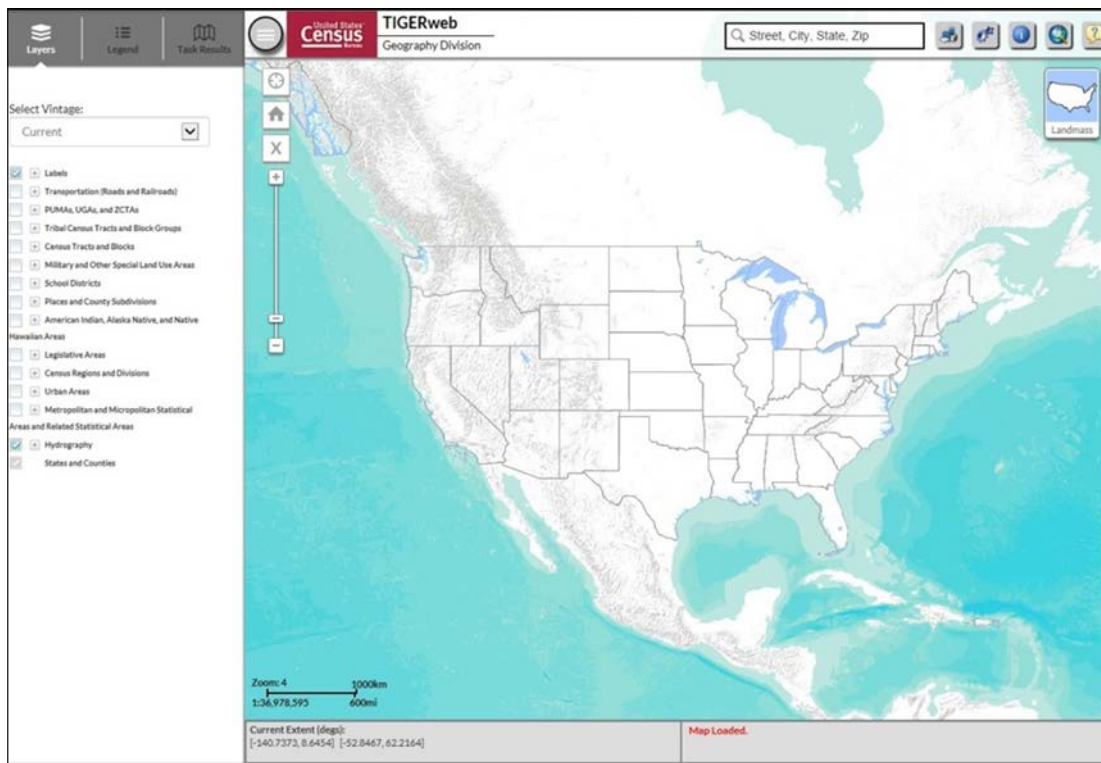 Layers
Legend
Task Results
United States®
Census
Bureau
TIGERweb
Geography Division
Street, City, State, Zip
Select Vintage:
Current
Landmass
Labels
Transportation (Roads and Railroads)
PUMAs, UGAs, and ZCTAs
Tribal Census Tracts and Block Groups
Census Tracts and Blocks
Military and Other Special Land Use Areas
School Districts
Places and County Subdivisions
American Indian, Alaska Native, and Native
Hawaiian Areas
Legislative Areas
Census Regions and Divisions
Urban Areas
Metropolitan and Micropolitan Statistical
Areas and Related Statistical Areas
Hydrography
States and Counties
Zoom: 4
1000km
1:36,978,595
600mi
Current Extent (degs):
[-140.7373, 8.6454] [-52.8467, 62.2164]
Map Loaded.